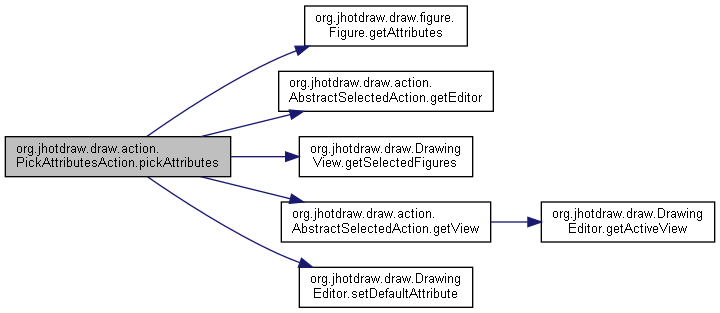 org.jhotdraw.draw.figure.
Figure.getAttributes
org.jhotdraw.draw.action.
AbstractSelectedAction.getEditor
org.jhotdraw.draw.action.
PickAttributesAction.pickAttributes
org.jhotdraw.draw.Drawing
View.getSelectedFigures
org.jhotdraw.draw.action.
AbstractSelectedAction.getView
org.jhotdraw.draw.Drawing
Editor.getActiveView
org.jhotdraw.draw.Drawing
Editor.setDefaultAttribute